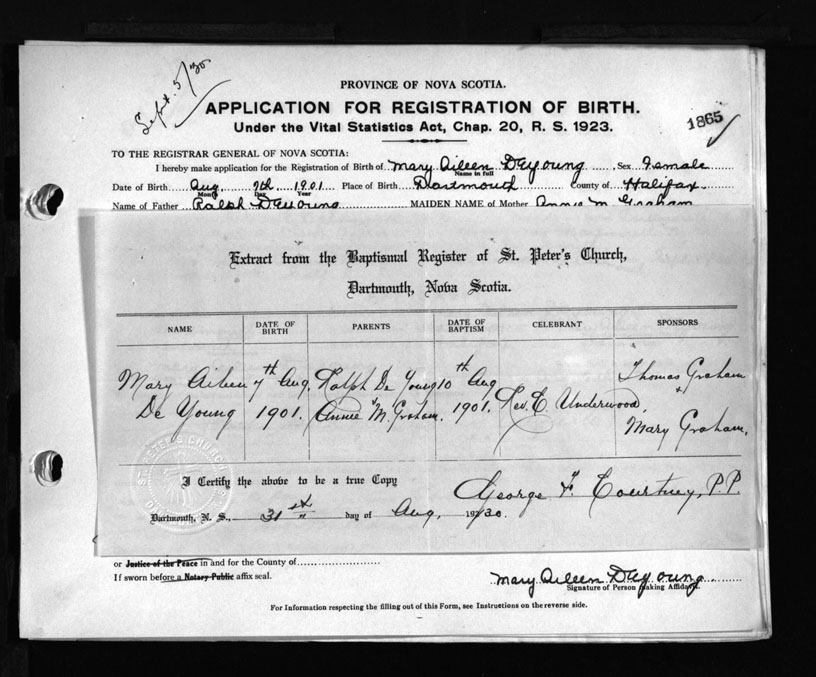 Sept. 5/30
PROVINCE OF NOVA SCOTIA.
APPLICATION FOR REGISTRATION OF BIRTH.
1865
Under the Vital Statistics Act, Chap. 20, R. S. 1923.
TO THE REGISTRAR GENERAL OF NOVA SCOTIA:
I hereby make application for the Registration of Birth of Mary Aileen DeYoung, Sex Female
Name in full
Date of Birth Aug. 7th 1901 Place of Birth Dartmouth County of Halifax
Month Day Year
Name of Father Ralph DeYoung MAIDEN NAME of Mother Annie M Graham
Extract from the Baptismal Register of St. Peter's Church,
Dartmouth, Nova Scotia.
NAME DATE OF BIRTH PARENTS DATE OF BAPTISM CELEBRANT SPONSORS
Mary Aileen 7th Aug. Ralph De Young 10th Aug Thomas Graham
De Young 1901. & Annie M. Graham. 1901. Rev. E. Underwood, & Mary Graham.
ST. PETER'S CHURCH
I Certify the above to be a true Copy George F. Courtney, P.P.
Dartmouth, N. S., 31st day of Aug, 1930.
or Justice of the Peace in and for the County of
If sworn before a Notary Public affix seal.
Mary Aileen DeYoung
Signature of Person Making Affidavit
For Information respecting the filling out of this Form, see Instructions on the reverse side.